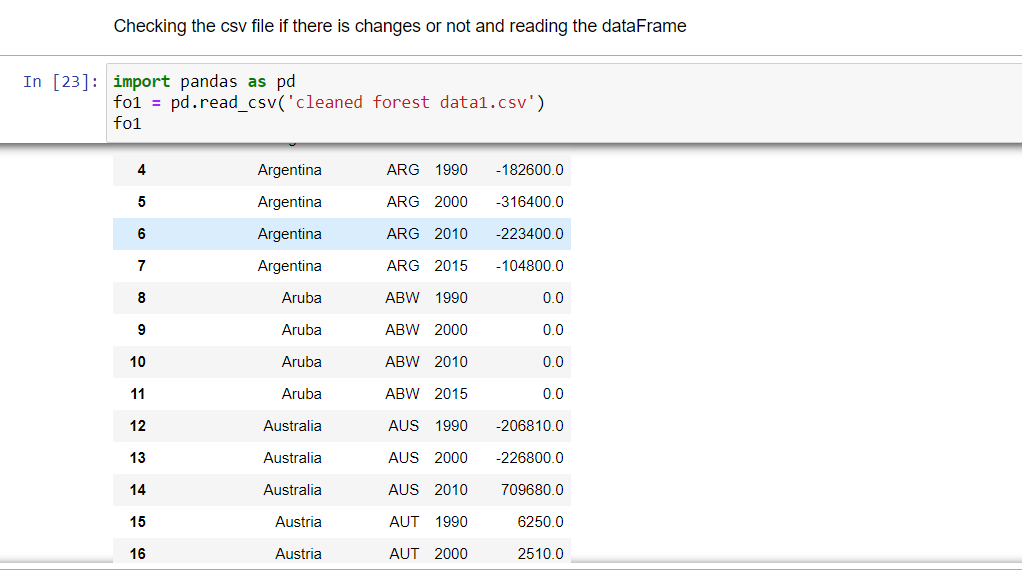 Checking the csv file if there is changes or not and reading the dataFrame
In [23]: import pandas as pd
fo1 = pd.read_csv('cleaned forest data1.csv')
fo1
4 Argentina ARG 1990 -182600.0
5 Argentina ARG 2000 -316400.0
6 Argentina ARG 2010 -223400.0
7 Argentina ARG 2015 -104800.0
8 Aruba ABW 1990 0.0
9 Aruba ABW 2000 0.0
10 Aruba ABW 2010 0.0
11 Aruba ABW 2015 0.0
12 Australia AUS 1990 -206810.0
13 Australia AUS 2000 -226800.0
14 Australia AUS 2010 709680.0
15 Austria AUT 1990 6250.0
16 Austria AUT 2000 2510.0